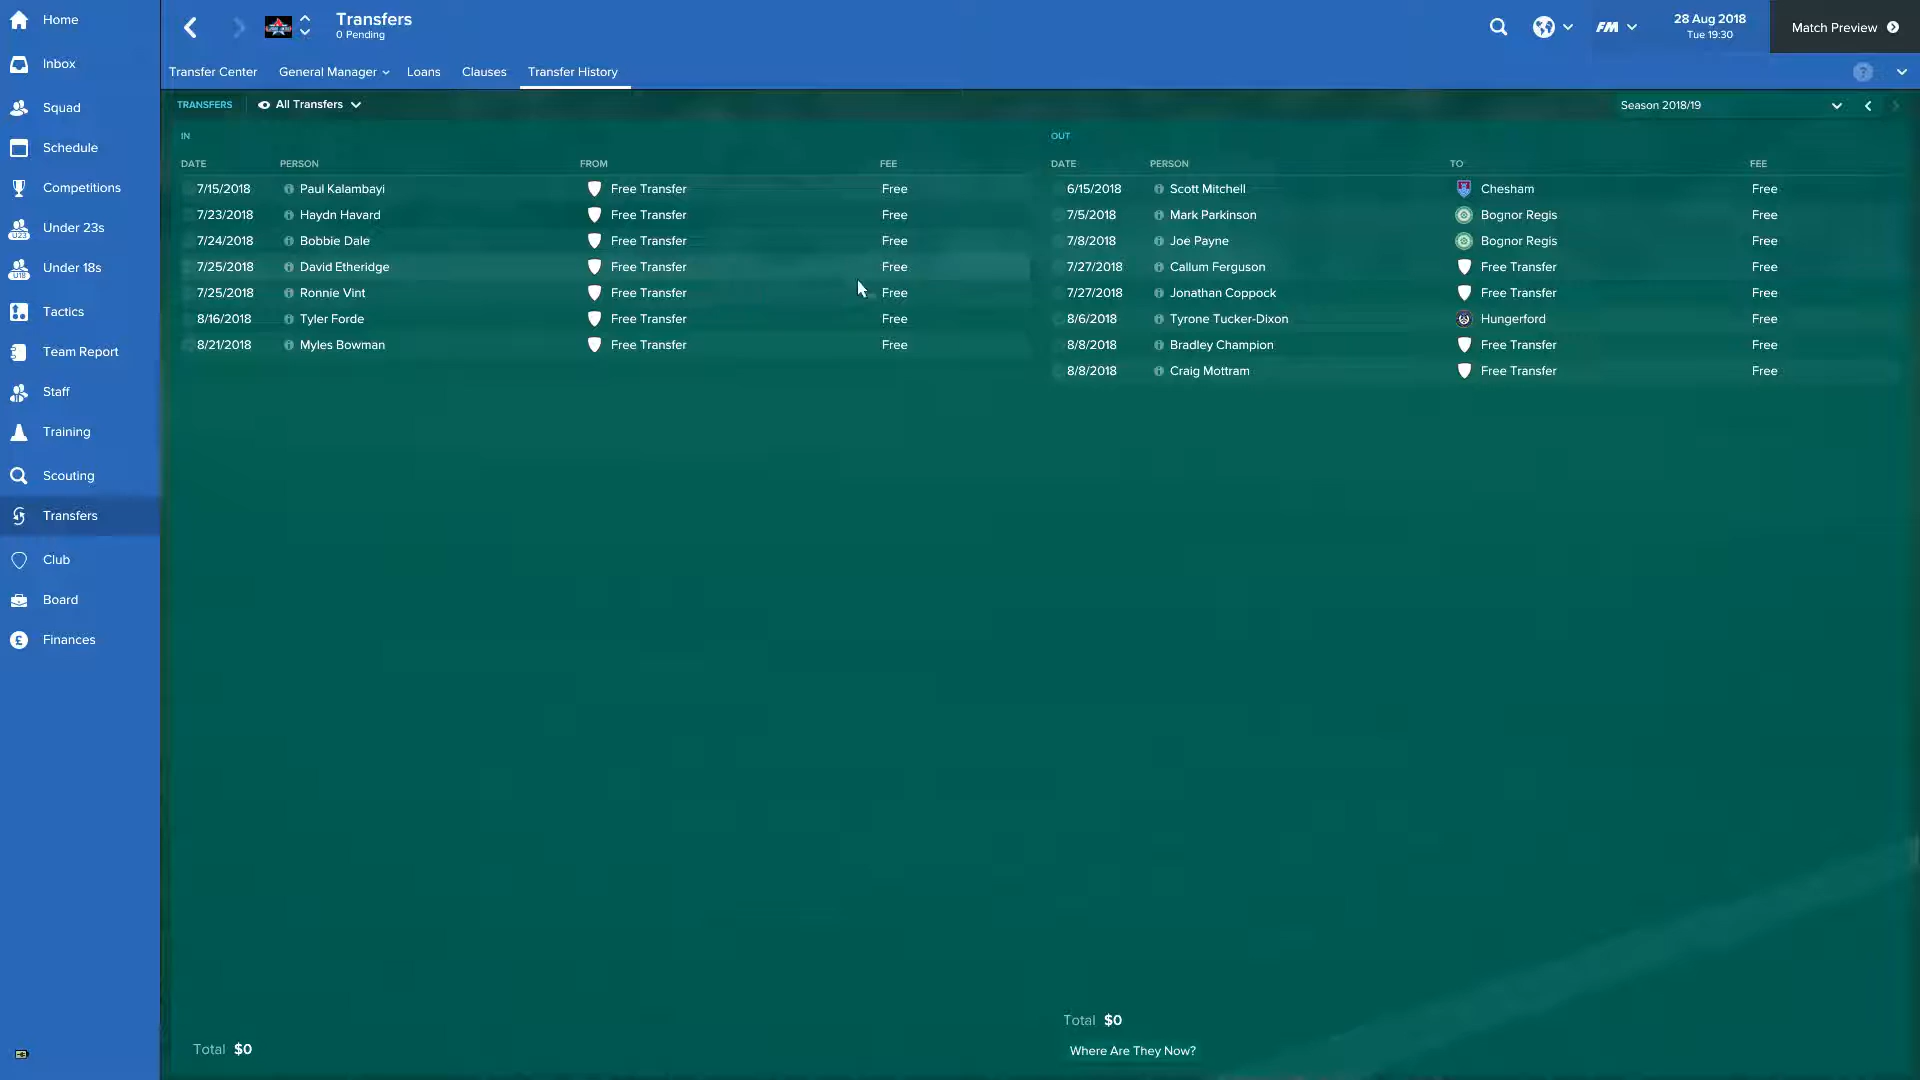 Home
Inbox
Squad
Schedule
Competitions
Under 23s
Under 18s
Tactics
Team Report
Staff
Training
Scouting
Transfers
Club
Board
Finances
Transfers
0 Pending
FM
28 Aug 2018
Tue 19:30
Match Preview
Transfer Center General Manager Loans Clauses Transfer History
?
TRANSFERS All Transfers
Season 2018/19
IN
DATE PERSON FROM FEE
7/15/2018 Paul Kalambayi Free Transfer Free
7/23/2018 Haydn Havard Free Transfer Free
7/24/2018 Bobbie Dale Free Transfer Free
7/25/2018 David Etheridge Free Transfer Free
7/25/2018 Ronnie Vint Free Transfer Free
8/16/2018 Tyler Forde Free Transfer Free
8/21/2018 Myles Bowman Free Transfer Free
Total $0
OUT
DATE PERSON TO FEE
6/15/2018 Scott Mitchell Chesham Free
7/5/2018 Mark Parkinson Bognor Regis Free
7/8/2018 Joe Payne Bognor Regis Free
7/27/2018 Callum Ferguson Free Transfer Free
7/27/2018 Jonathan Coppock Free Transfer Free
8/6/2018 Tyrone Tucker-Dixon Hungerford Free
8/8/2018 Bradley Champion Free Transfer Free
8/8/2018 Craig Mottram Free Transfer Free
Total $0
Where Are They Now?